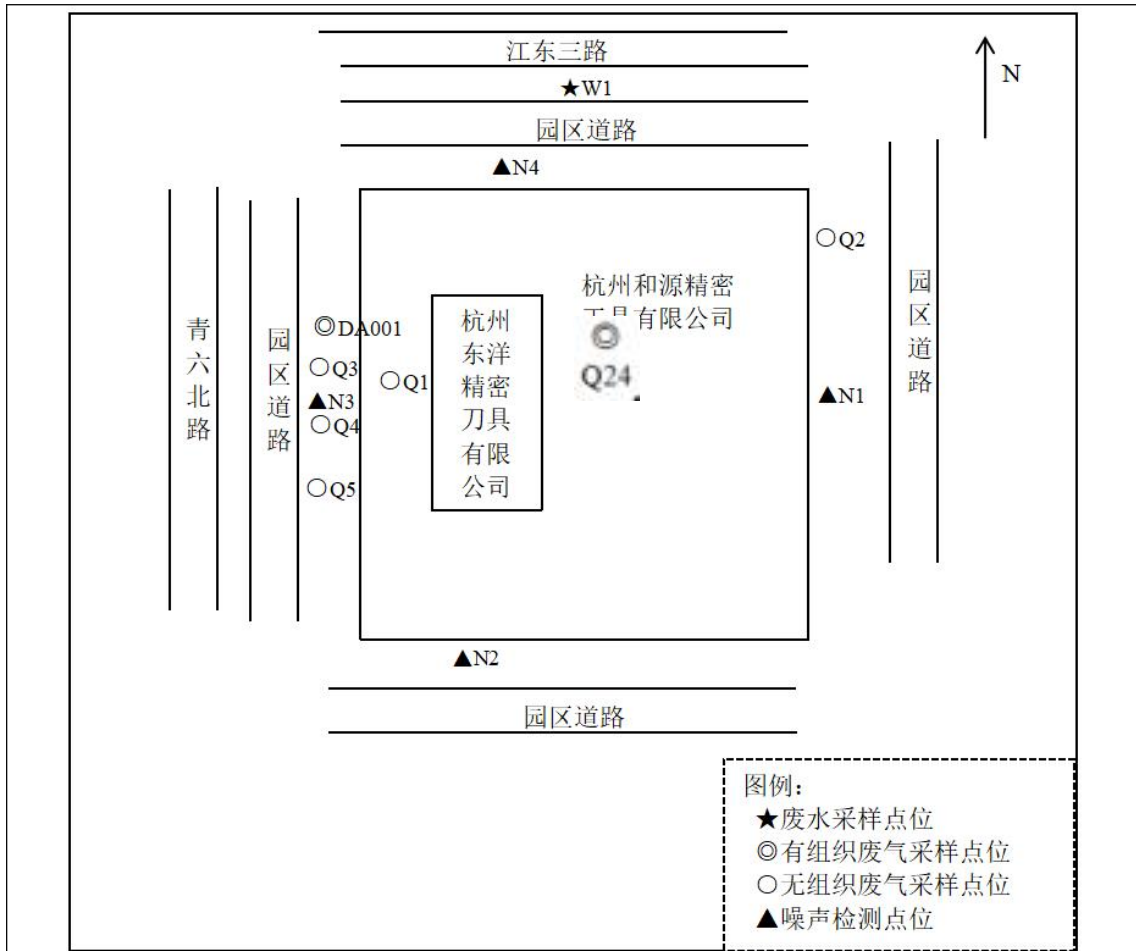 江东三路
N
★W1
园区道路
▲N4
○Q2
杭州和源精密
工具有限公司
◎
Q24
园区道路
青六北路
园区道路
◎DA001
○Q3
▲N3
○Q4
○Q5
○Q1
杭州
东洋
精密
刀具
有限
公司
▲N1
▲N2
园区道路
图例：
★废水采样点位
◎有组织废气采样点位
○无组织废气采样点位
▲噪声检测点位